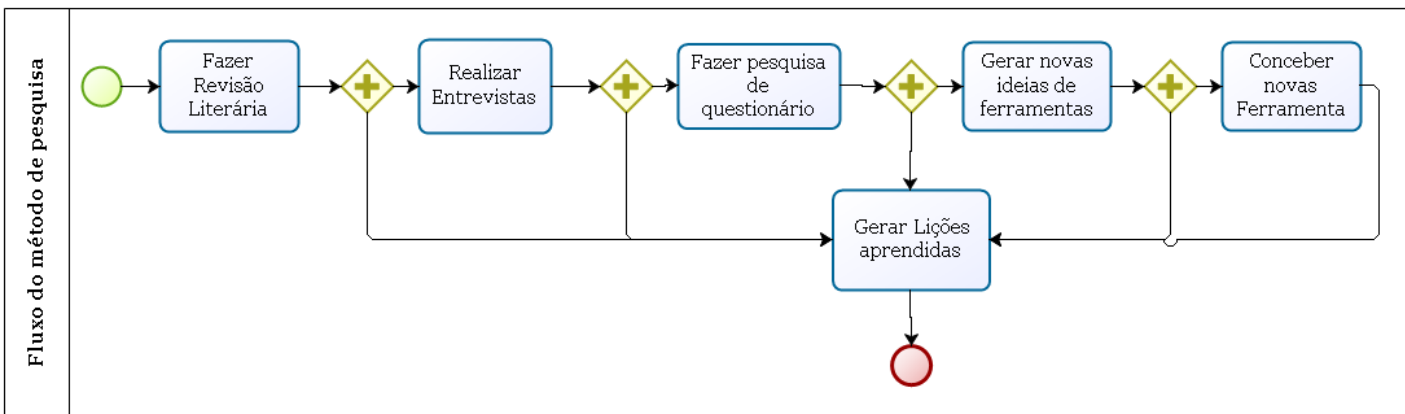 Fluxo do método de pesquisa
Fazer
Revisão
Literária
Realizar
Entrevistas
Fazer pesquisa
de
questionário
Gerar novas
ideias de
ferramentas
Conceber
novas
Ferramenta
Gerar Lições
aprendidas